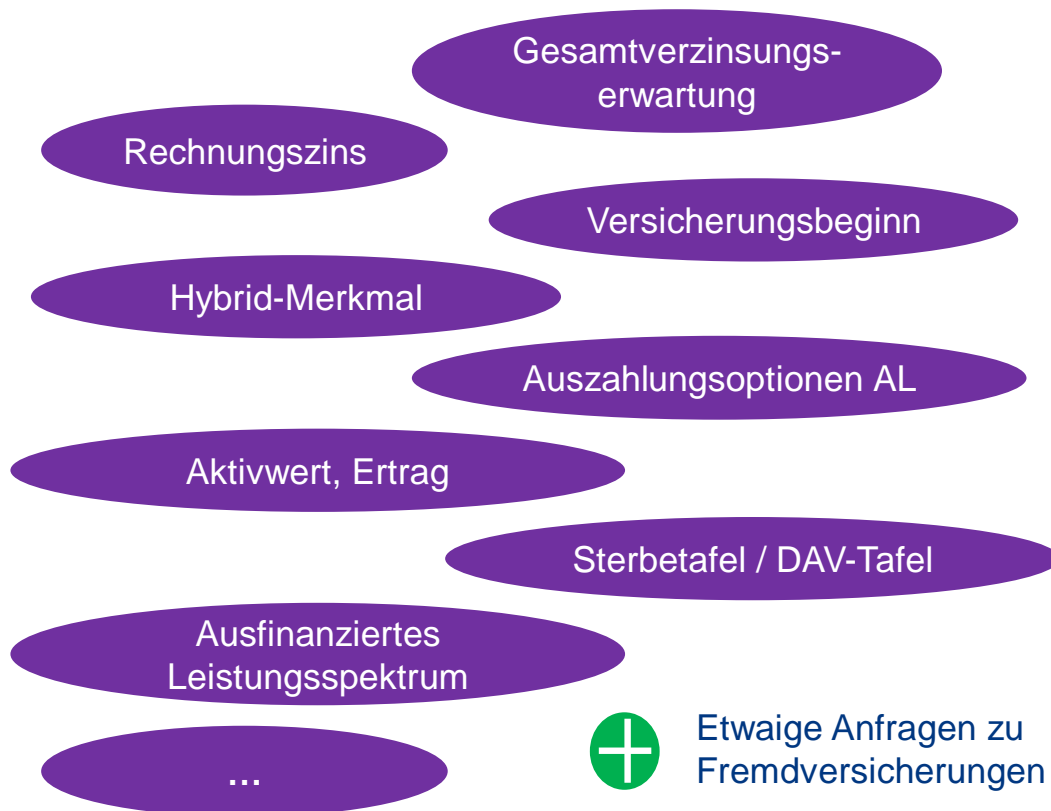 Gesamtverzinsungs-
erwartung
Rechnungszins
Versicherungsbeginn
Hybrid-Merkmal
Auszahlungsoptionen AL
Aktivwert, Ertrag
Sterbetafel / DAV-Tafel
Ausfinanziertes
Leistungsspektrum
...
Etwaige Anfragen zu
Fremdversicherungen